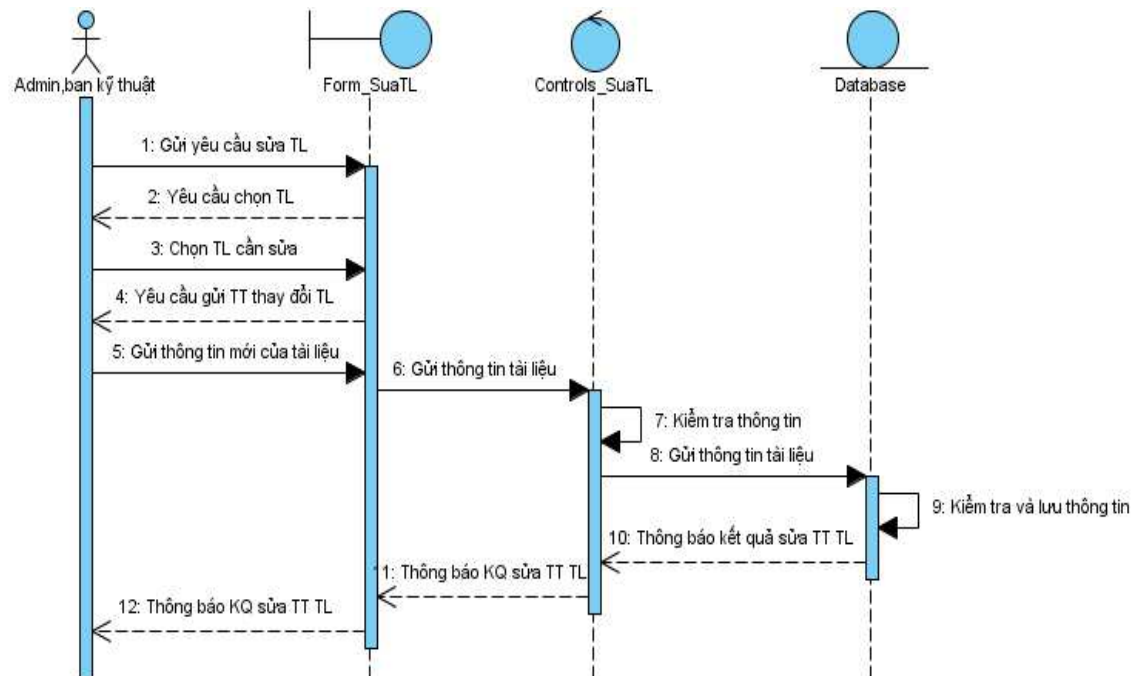 Admin,ban kỹ thuật
Form_SuaTL
Controls_SuaTL
Database
1: Gửi yêu cầu sửa TL
2: Yêu cầu chọn TL
3: Chọn TL cần sửa
4: Yêu cầu gửi TT thay đổi TL
5: Gửi thông tin mới của tài liệu
6: Gửi thông tin tài liệu
7: Kiểm tra thông tin
8: Gửi thông tin tài liệu
9: Kiểm tra và lưu thông tin
10: Thông báo kết quả sửa TT TL
1: Thông báo KQ sửa TT TL
12: Thông báo KQ sửa TT TL